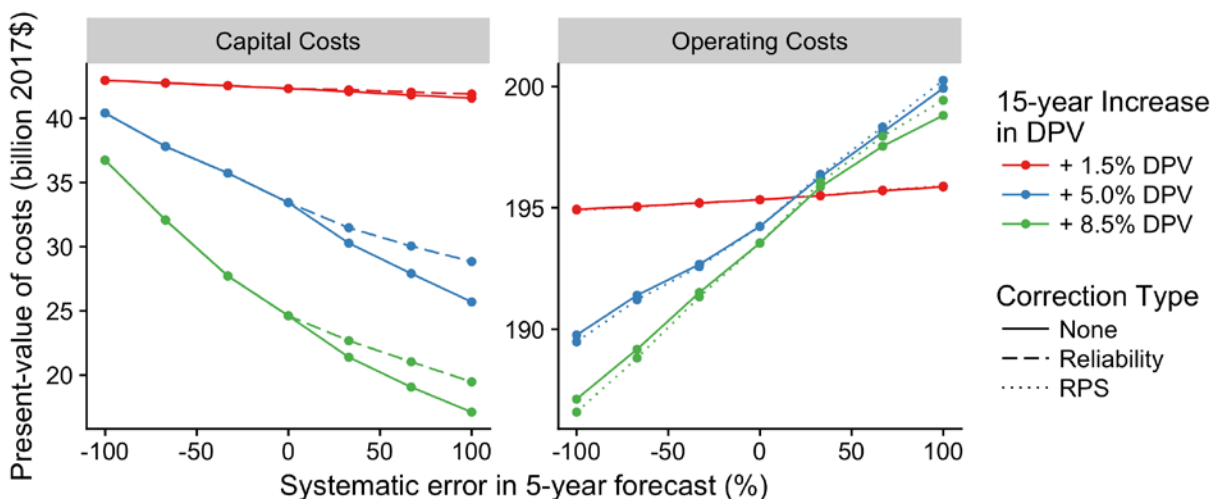 Capital Costs
Operating Costs
Present-value of costs (billion 2017$)
40
35
30
25
20
200
195
190
-100 -50 0 50 100
-100 -50 0 50 100
Systematic error in 5-year forecast (%)
15-year Increase
in DPV
+ 1.5% DPV
+ 5.0% DPV
+ 8.5% DPV
Correction Type
None
Reliability
RPS